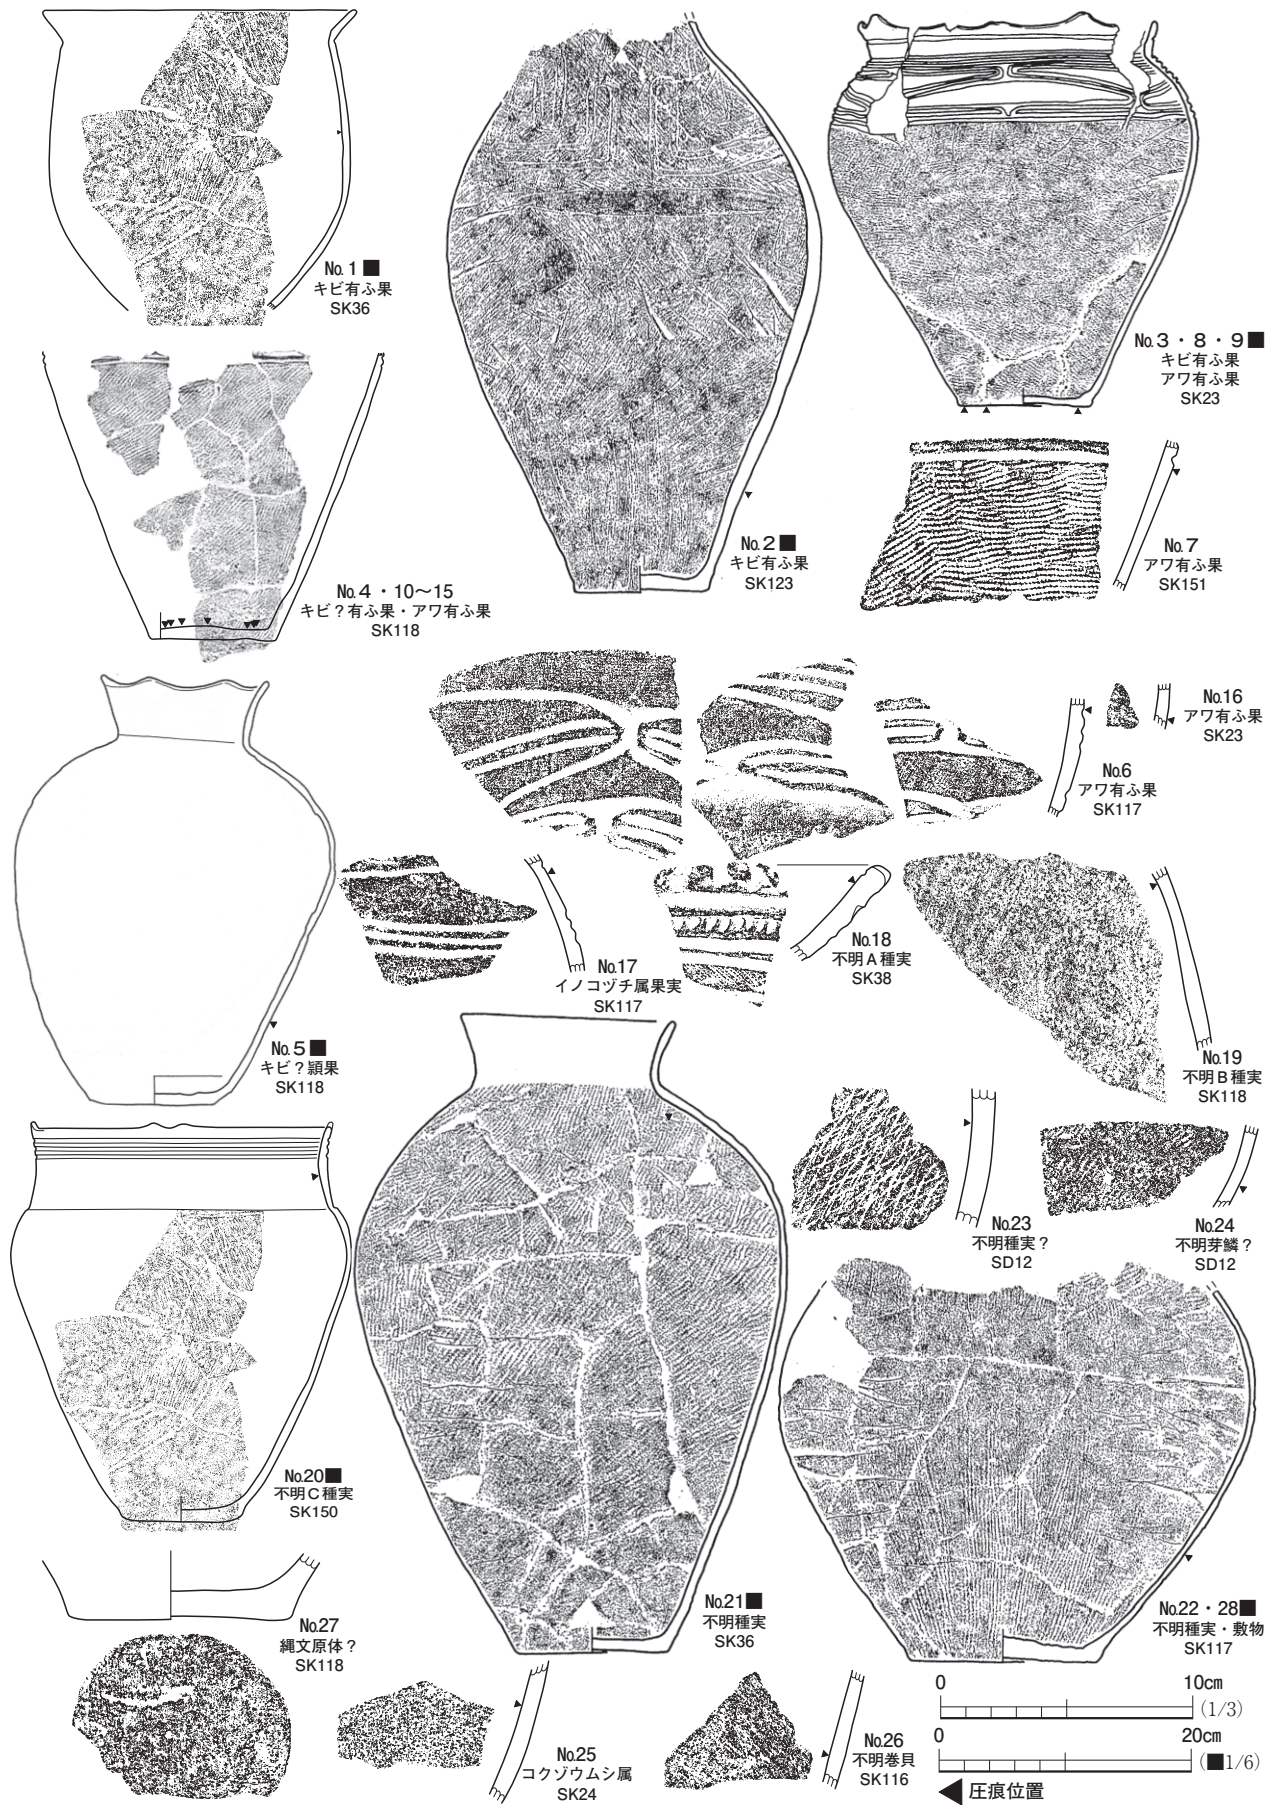 No.1 ■
キビ有ふ果
SK36
No.2 ■
キビ有ふ果
SK123
No.3・8・9■
キビ有ふ果
アワ有ふ果
SK23
No.4・10～15
キビ？有ふ果・アワ有ふ果
SK118
No.7
アワ有ふ果
SK151
No.16
アワ有ふ果
SK23
No.6
アワ有ふ果
SK117
No.5■
キビ？穎果
SK118
No.17
イノコヅチ属果実
SK117
No.18
不明A種実
SK38
No.19
不明B種実
SK118
No.23
不明種実？
SD12
No.24
不明芽鱗？
SD12
No.20■
不明C種実
SK150
No.21■
不明種実
SK36
No.22・28■
不明種実・敷物
SK117
No.27
縄文原体？
SK118
No.25
コクゾウムシ属
SK24
No.26
不明巻貝
SK116
0 10cm
(1/3)
0 20cm
(■1/6)
◀圧痕位置